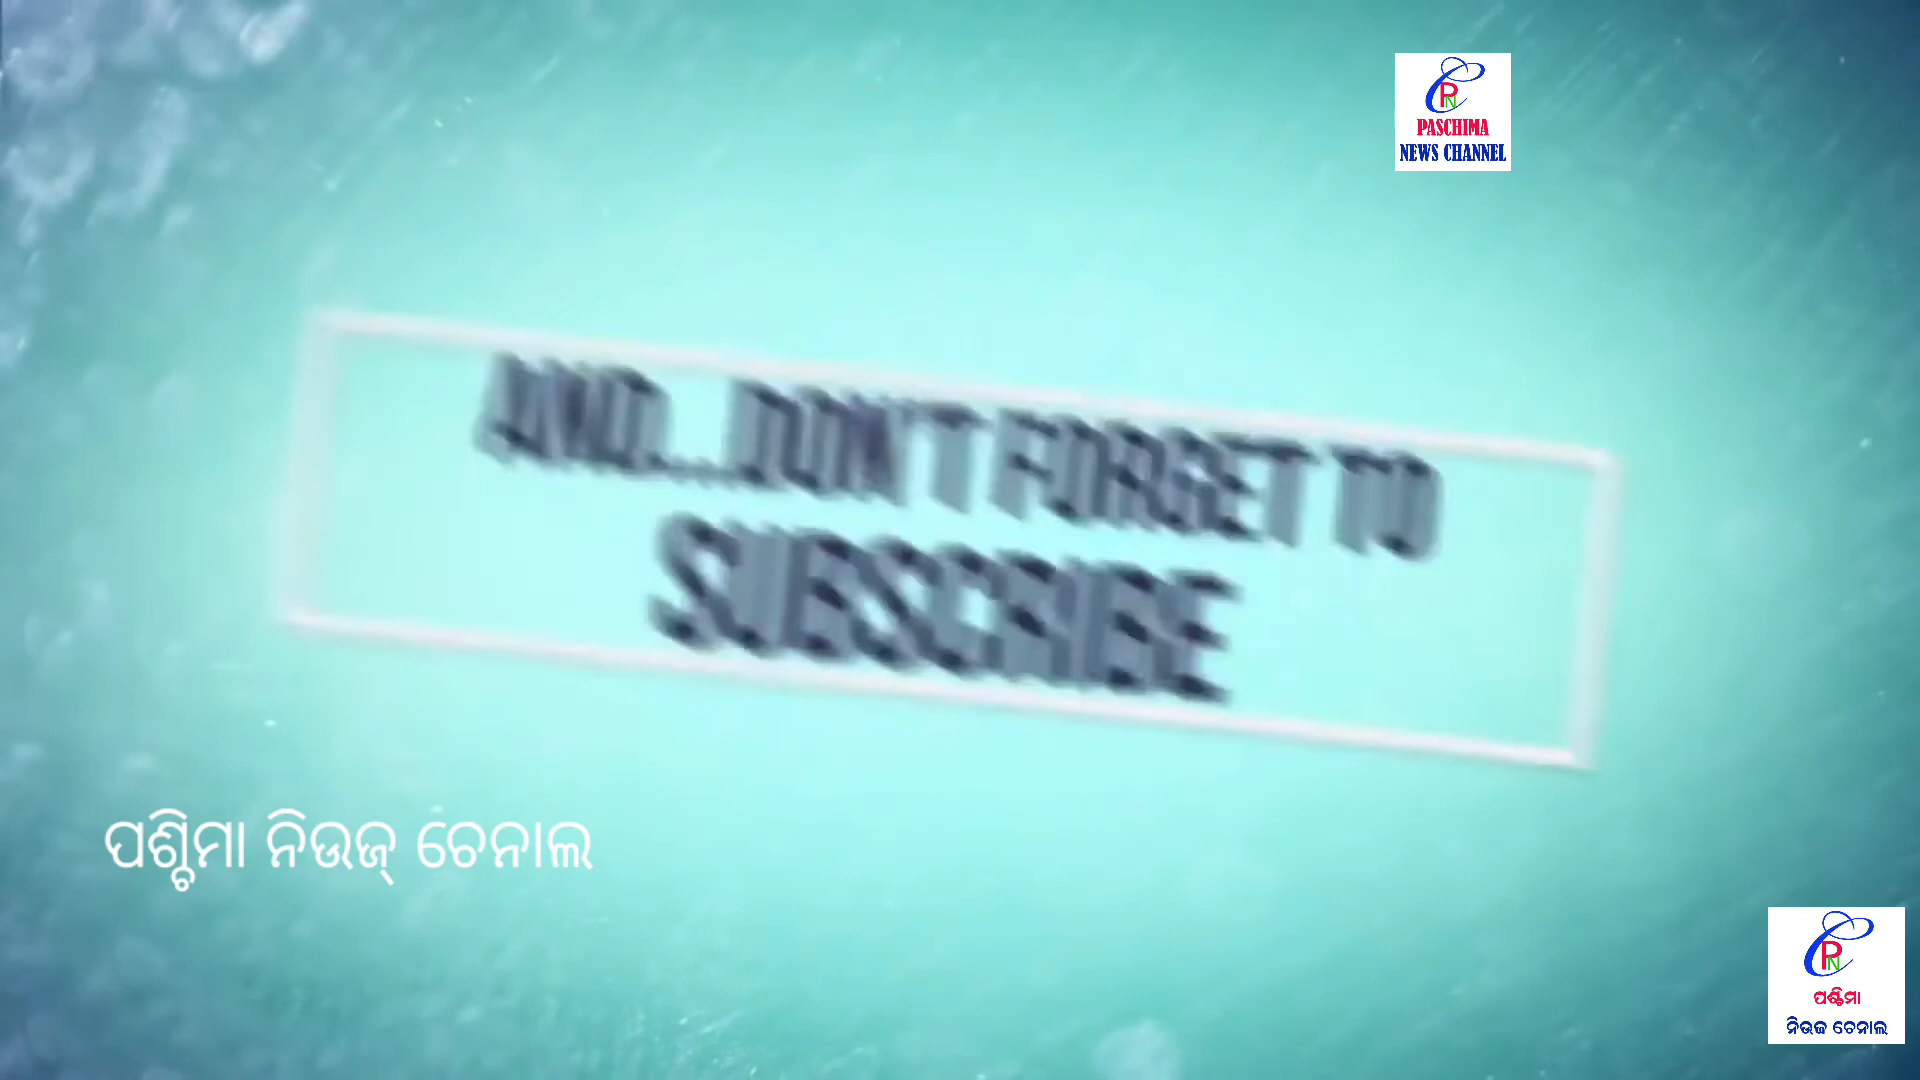 PASCHIMA
NEWS CHANNEL
AND...DON'T FORGET TO
SUBSCRIBE
ପଶ୍ଚିମା ନିଉଜ୍ ଚେନାଲ
ପଶ୍ଚିମା
ନିଉଜ ଚେନାଲ